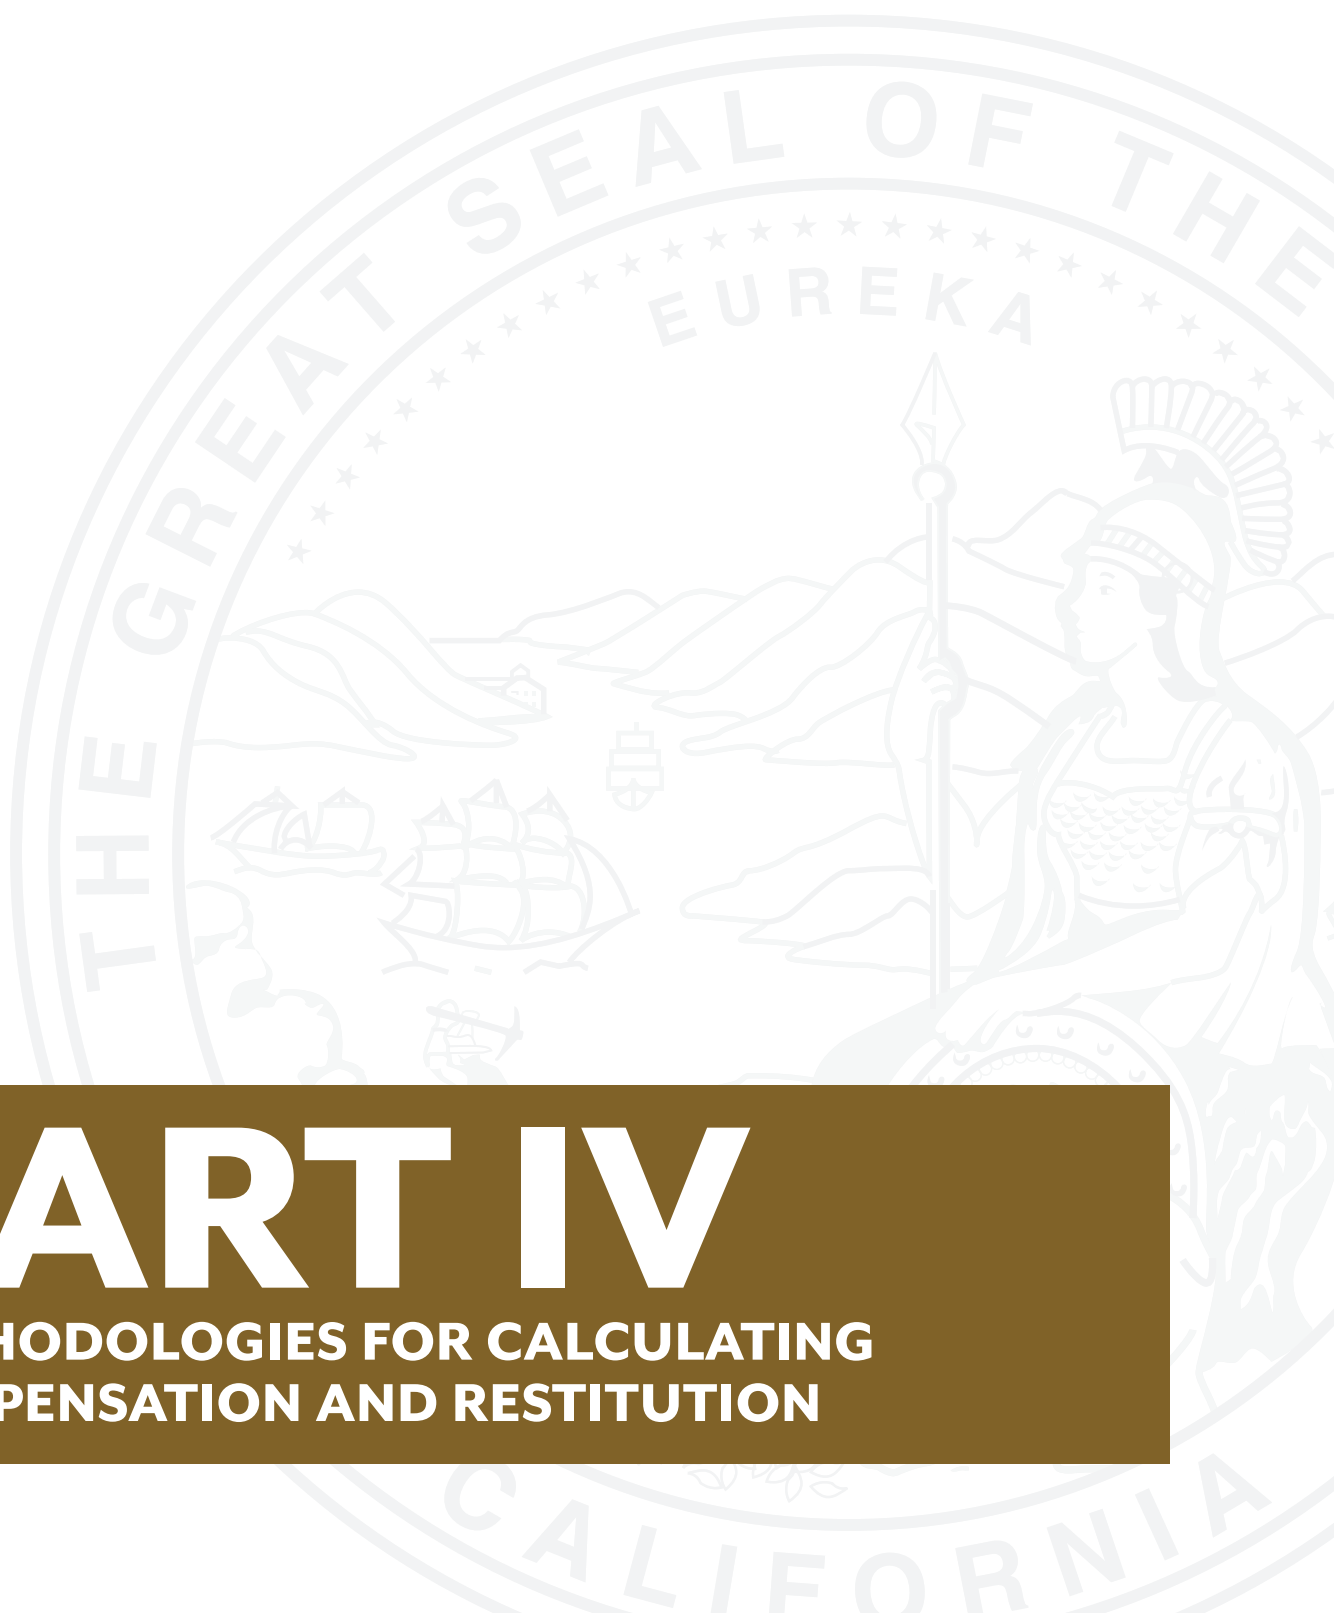 THE GREAT SEAL OF THE
EUREKA
ART IV
HODOLOGIES FOR CALCULATING
PENSATION AND RESTITUTION
CALIFORNIA